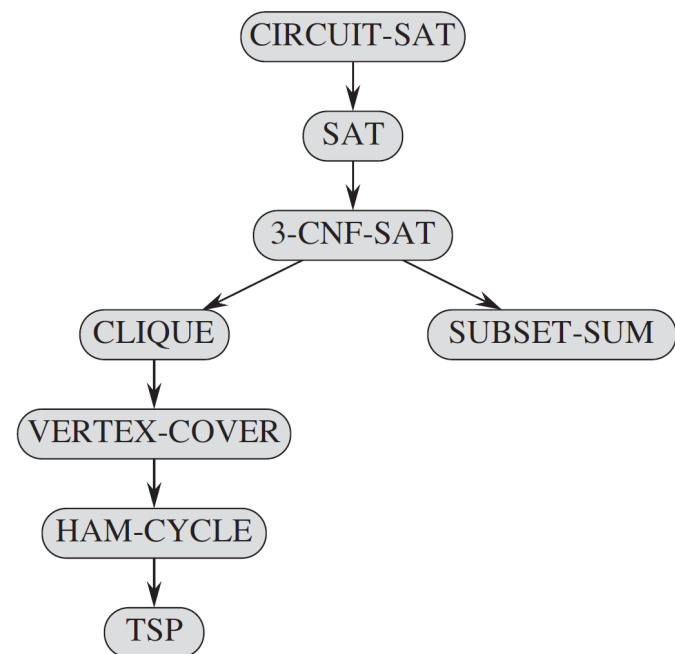 CIRCUIT-SAT
SAT
3-CNF-SAT
CLIQUE
SUBSET-SUM
VERTEX-COVER
HAM-CYCLE
TSP